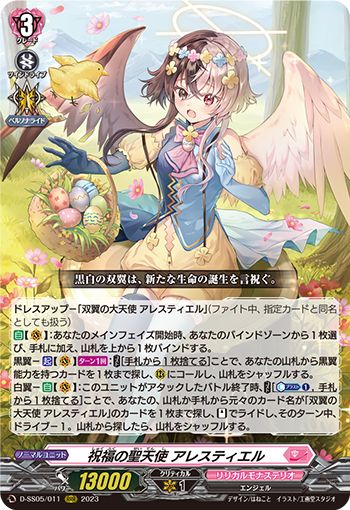 グレード
3
ツインドライブ
ペルソナライド
黒白の双翼は、新たな生命の誕生を言祝ぐ。
ドレスアップ－「双翼の大天使 アレスティエル」(ファイト中、指定カードと同名
としても扱う)
自【V】:あなたのメインフェイズ開始時、あなたのバインドゾーンから1枚選
び、手札に加え、山札を上から1枚バインドする。
黒翼－起【V】ターン1回:【手札から1枚捨てる】ことで、あなたの山札から黒翼
能力を持つカードを1枚まで探し、Rにコールし、山札をシャッフルする。
白翼－自【V】:このユニットがアタックしたバトル終了時、【ブラスト1、手札から
1枚捨てる】ことで、あなたの手札か山札から元々のカード名が「双翼の
大天使 アレスティエル」のカードを1枚まで探し、Vでライドし、そのターン中、
ドライブ－1。山札から探したら、山札をシャッフルする。
ノーマルユニット
祝福の聖天使 アレスティエル
リリカルモナステリオ
パワー
13000
クリティカル
1
エンジェル
D-SS05/011 RRR 2023
デザイン/はねこと イラスト/工画堂スタジオ